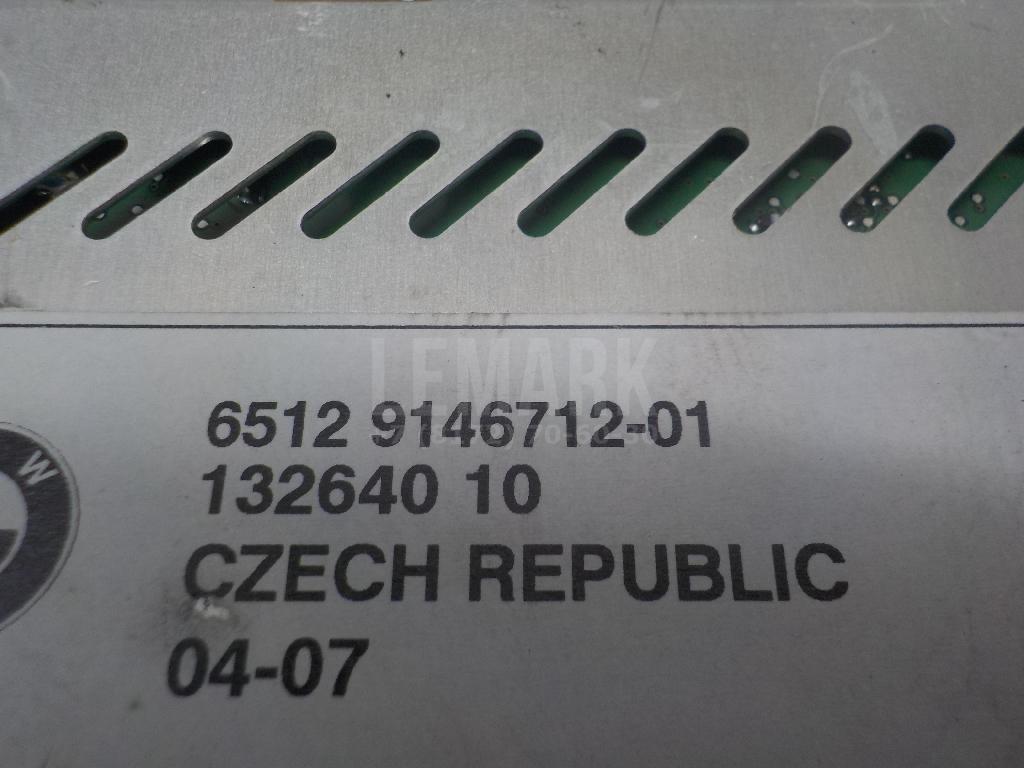 LEMARK
6512 9146712-01
132640 10
CZECH REPUBLIC
04-07
W